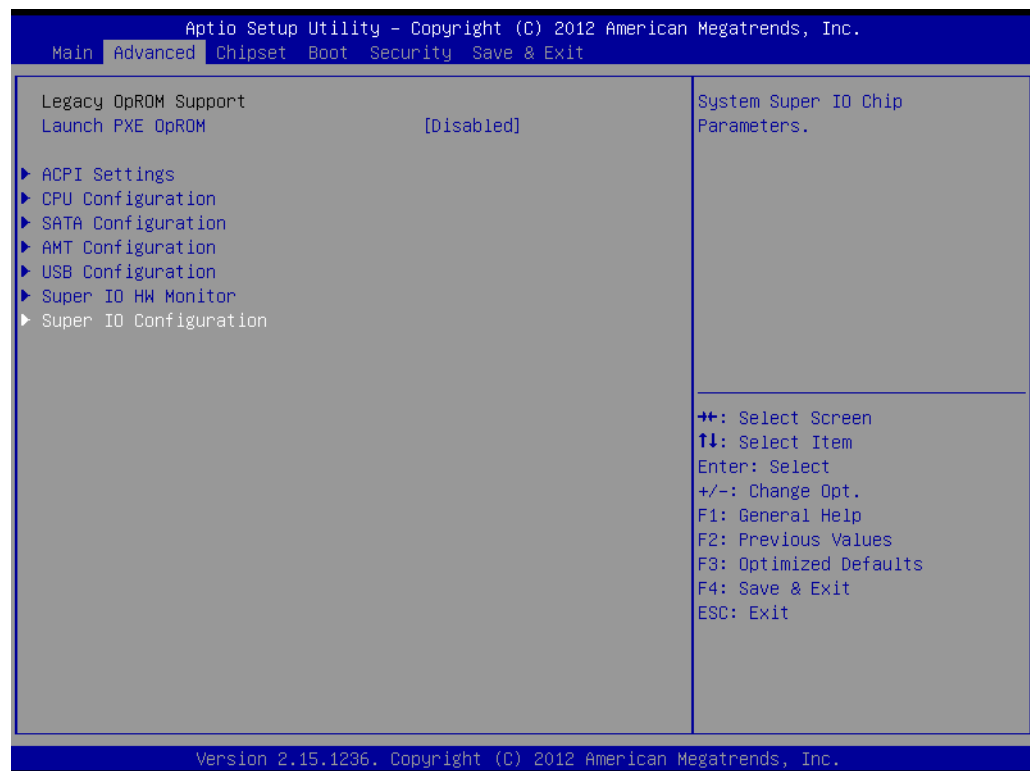 Aptio Setup Utility – Copyright (C) 2012 American Megatrends, Inc.
Main Advanced Chipset Boot Security Save & Exit
Legacy OpROM Support
Launch PXE OpROM [Disabled]
▶ ACPI Settings
▶ CPU Configuration
▶ SATA Configuration
▶ AMT Configuration
▶ USB Configuration
▶ Super IO HW Monitor
▶ Super IO Configuration
System Super IO Chip
Parameters.
→←: Select Screen
↑↓: Select Item
Enter: Select
+/-: Change Opt.
F1: General Help
F2: Previous Values
F3: Optimized Defaults
F4: Save & Exit
ESC: Exit
Version 2.15.1236. Copyright (C) 2012 American Megatrends, Inc.